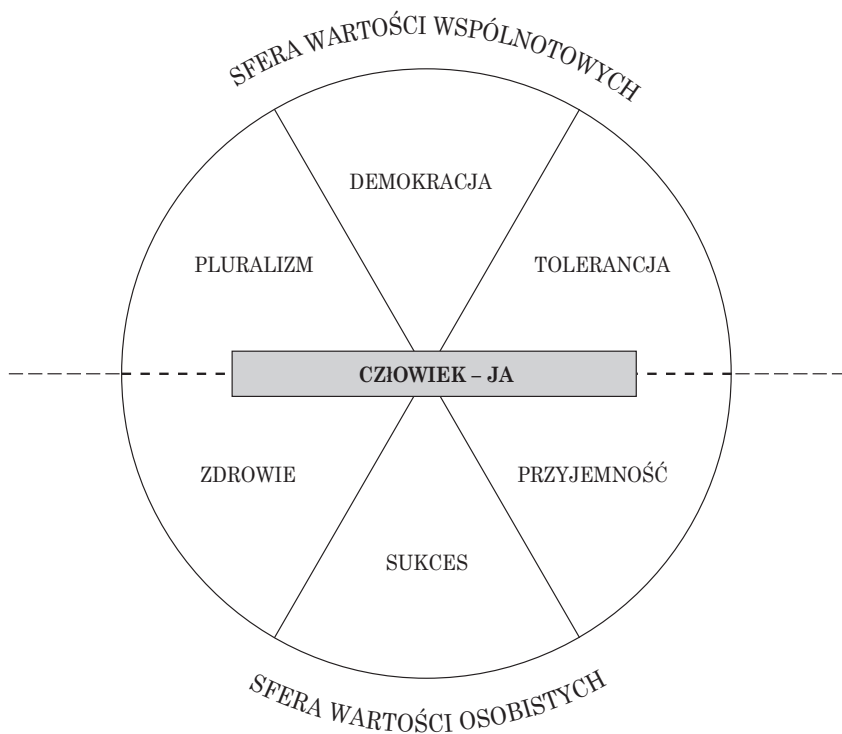 SFERA WARTOŚCI WSPÓLNOTOWYCH
DEMOKRACJA
PLURALIZM
TOLERANCJA
CZŁOWIEK – JA
ZDROWIE
PRZYJEMNOŚĆ
SUKCES
SFERA WARTOŚCI OSOBISTYCH